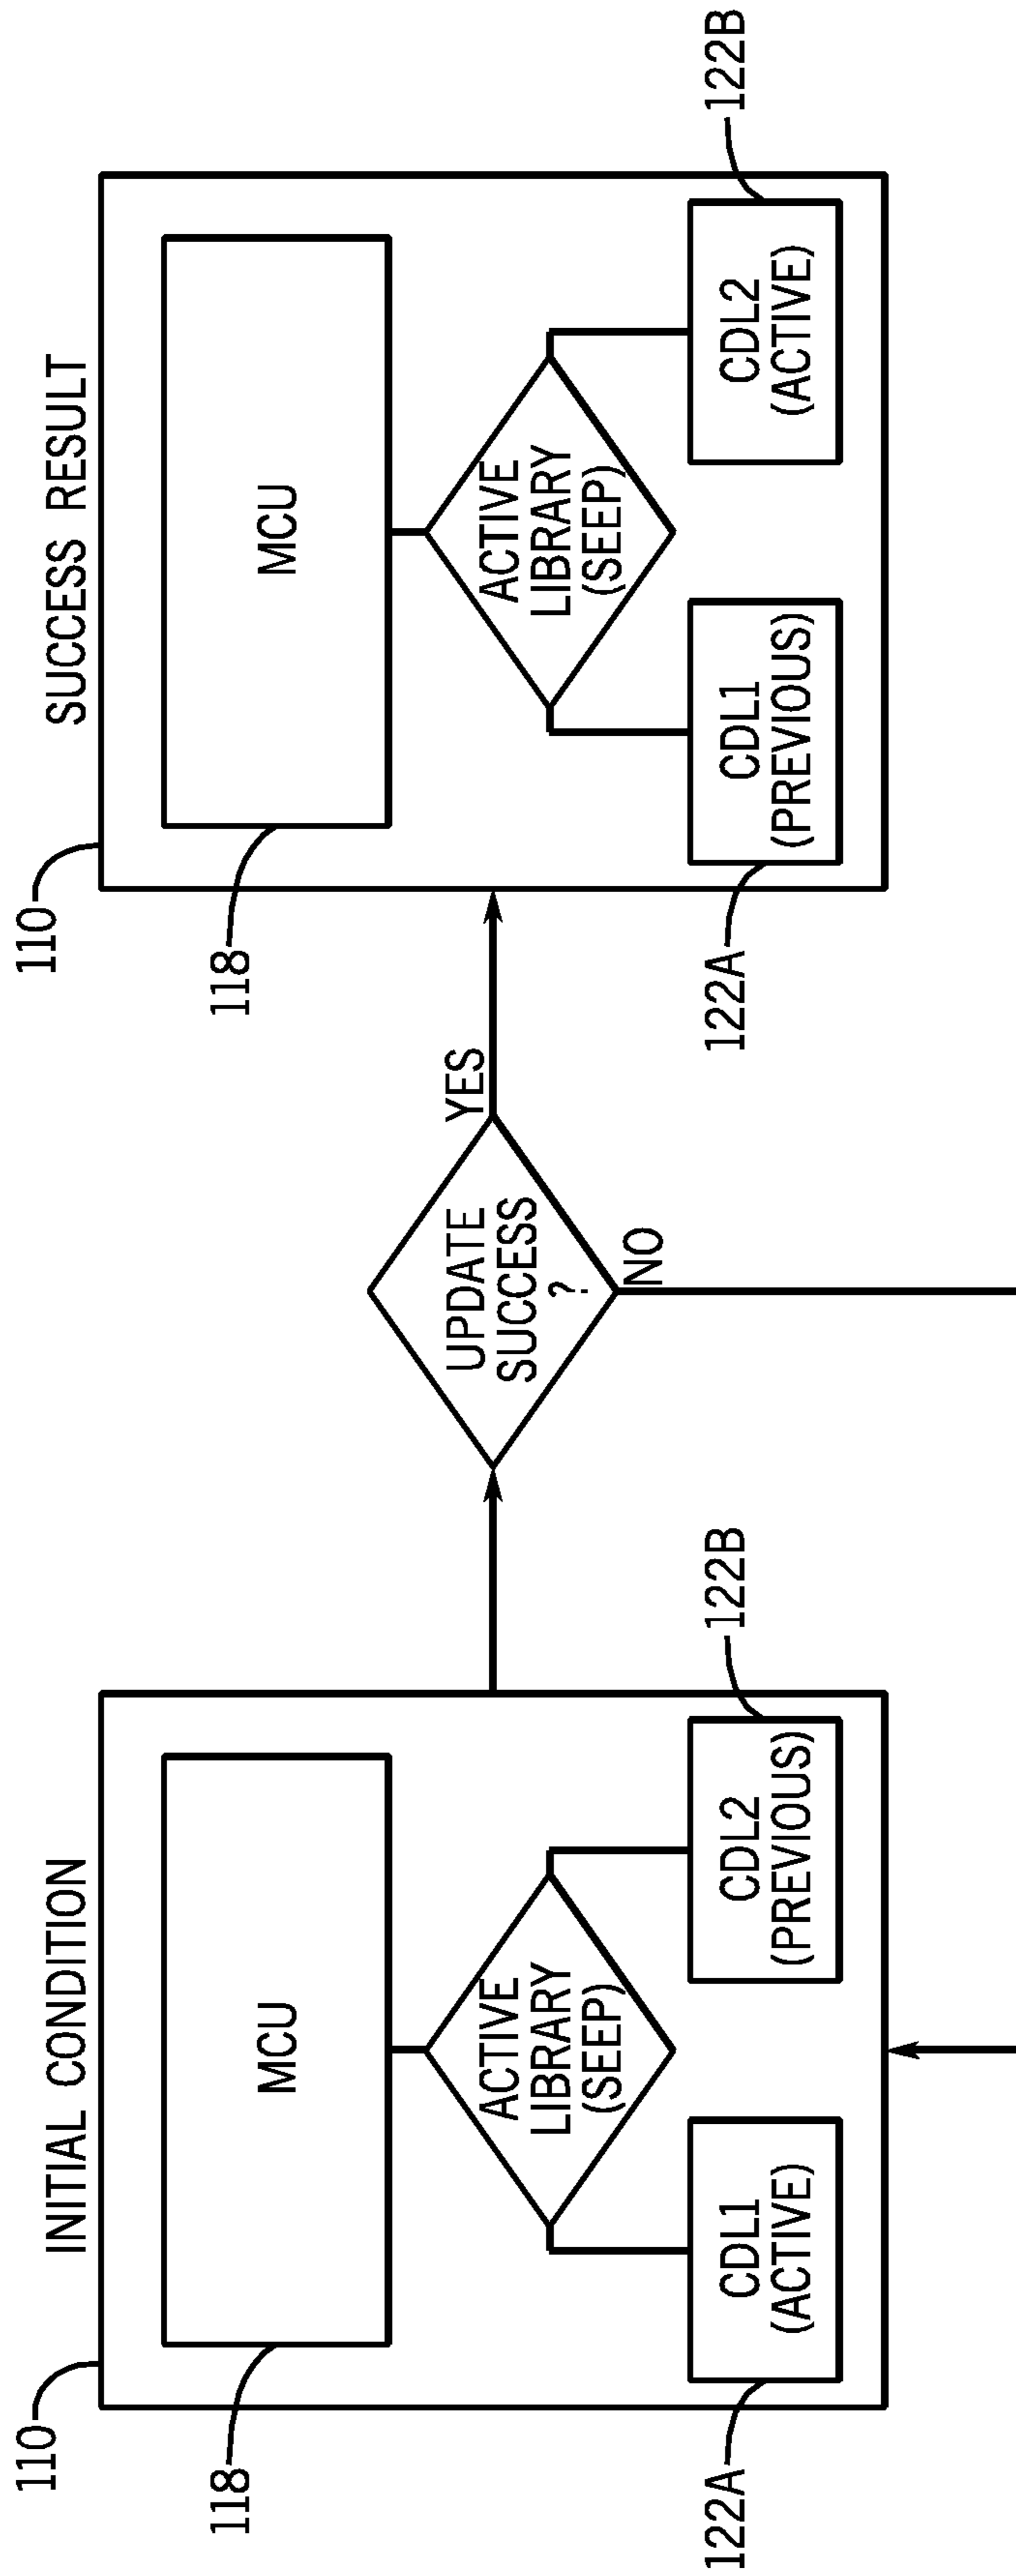 INITIAL CONDITION
110
118
MCU
ACTIVE
LIBRARY
(SEEP)
CDL1
(ACTIVE)
CDL2
(PREVIOUS)
122A
122B
UPDATE
SUCCESS
?
YES
NO
SUCCESS RESULT
110
118
MCU
ACTIVE
LIBRARY
(SEEP)
CDL1
(PREVIOUS)
CDL2
(ACTIVE)
122A
122B